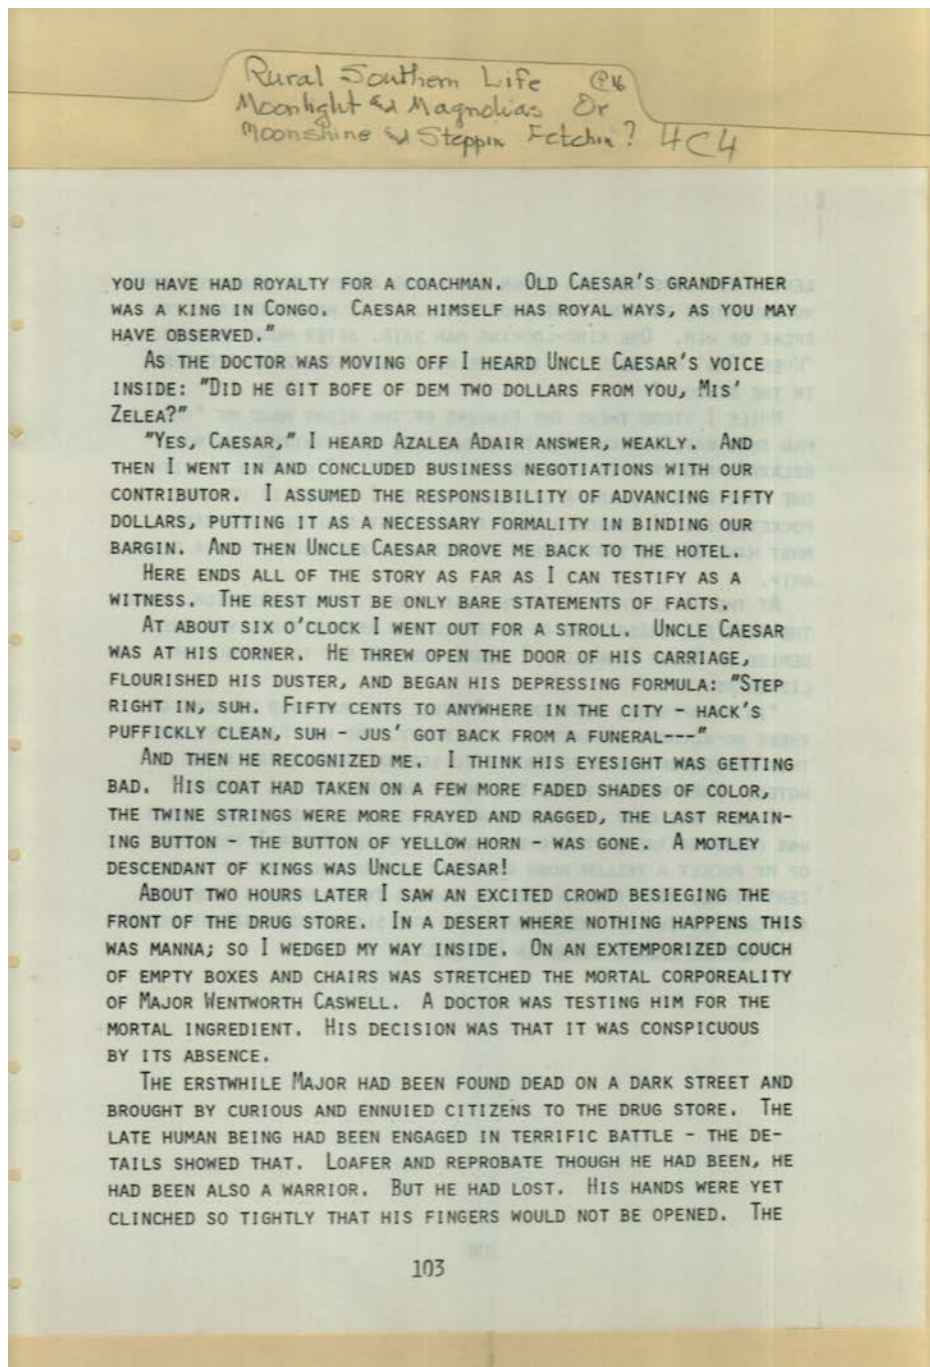 Rural Southern Life
Moonlight & Magnolias Or
Moonshine & Steppin Fetchin? 4C4
YOU HAVE HAD ROYALTY FOR A COACHMAN. OLD CAESAR'S GRANDFATHER
WAS A KING IN CONGO. CAESAR HIMSELF HAS ROYAL WAYS, AS YOU MAY
HAVE OBSERVED."
AS THE DOCTOR WAS MOVING OFF I HEARD UNCLE CAESAR'S VOICE
INSIDE: "DID HE GIT BOFE OF DEM TWO DOLLARS FROM YOU, MIS'
ZELEA?"
"YES, CAESAR," I HEARD AZALEA ADAIR ANSWER, WEAKLY. AND
THEN I WENT IN AND CONCLUDED BUSINESS NEGOTIATIONS WITH OUR
CONTRIBUTOR. I ASSUMED THE RESPONSIBILITY OF ADVANCING FIFTY
DOLLARS, PUTTING IT AS A NECESSARY FORMALITY IN BINDING OUR
BARGIN. AND THEN UNCLE CAESAR DROVE ME BACK TO THE HOTEL.
HERE ENDS ALL OF THE STORY AS FAR AS I CAN TESTIFY AS A
WITNESS. THE REST MUST BE ONLY BARE STATEMENTS OF FACTS.
AT ABOUT SIX O'CLOCK I WENT OUT FOR A STROLL. UNCLE CAESAR
WAS AT HIS CORNER. HE THREW OPEN THE DOOR OF HIS CARRIAGE,
FLOURISHED HIS DUSTER, AND BEGAN HIS DEPRESSING FORMULA: "STEP
RIGHT IN, SUH. FIFTY CENTS TO ANYWHERE IN THE CITY - HACK'S
PUFFICKLY CLEAN, SUH - JUS' GOT BACK FROM A FUNERAL---"
AND THEN HE RECOGNIZED ME. I THINK HIS EYESIGHT WAS GETTING
BAD. HIS COAT HAD TAKEN ON A FEW MORE FADED SHADES OF COLOR,
THE TWINE STRINGS WERE MORE FRAYED AND RAGGED, THE LAST REMAIN-
ING BUTTON - THE BUTTON OF YELLOW HORN - WAS GONE. A MOTLEY
DESCENDANT OF KINGS WAS UNCLE CAESAR!
ABOUT TWO HOURS LATER I SAW AN EXCITED CROWD BESIEGING THE
FRONT OF THE DRUG STORE. IN A DESERT WHERE NOTHING HAPPENS THIS
WAS MANNA; SO I WEDGED MY WAY INSIDE. ON AN EXTEMPORIZED COUCH
OF EMPTY BOXES AND CHAIRS WAS STRETCHED THE MORTAL CORPOREALITY
OF MAJOR WENTWORTH CASWELL. A DOCTOR WAS TESTING HIM FOR THE
MORTAL INGREDIENT. HIS DECISION WAS THAT IT WAS CONSPICUOUS
BY ITS ABSENCE.
THE ERSTWHILE MAJOR HAD BEEN FOUND DEAD ON A DARK STREET AND
BROUGHT BY CURIOUS AND ENNUIED CITIZENS TO THE DRUG STORE. THE
LATE HUMAN BEING HAD BEEN ENGAGED IN TERRIFIC BATTLE - THE DE-
TAILS SHOWED THAT. LOAFER AND REPROBATE THOUGH HE HAD BEEN, HE
HAD BEEN ALSO A WARRIOR. BUT HE HAD LOST. HIS HANDS WERE YET
CLINCHED SO TIGHTLY THAT HIS FINGERS WOULD NOT BE OPENED. THE
103